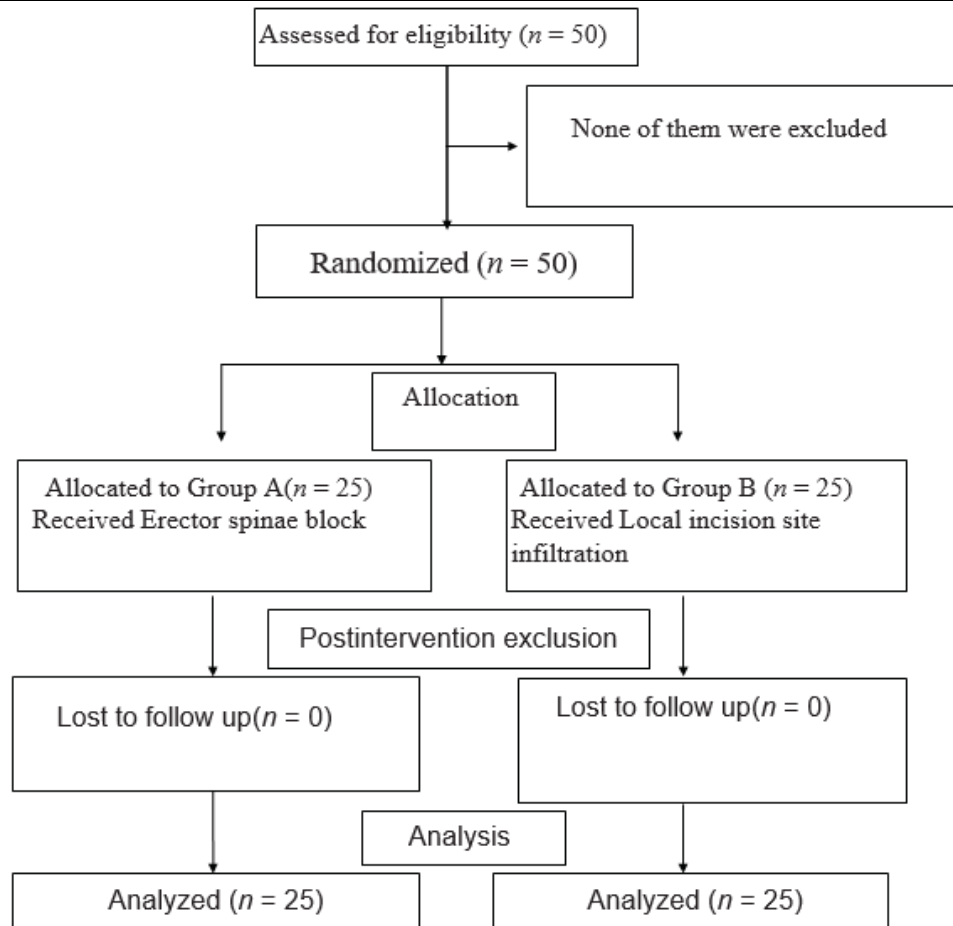 Assessed for eligibility (n = 50)
None of them were excluded
Randomized (n = 50)
Allocation
Allocated to Group A(n = 25)
Received Erector spinae block
Allocated to Group B (n = 25)
Received Local incision site
infiltration
Postintervention exclusion
Lost to follow up(n = 0)
Lost to follow up(n = 0)
Analysis
Analyzed (n = 25)
Analyzed (n = 25)